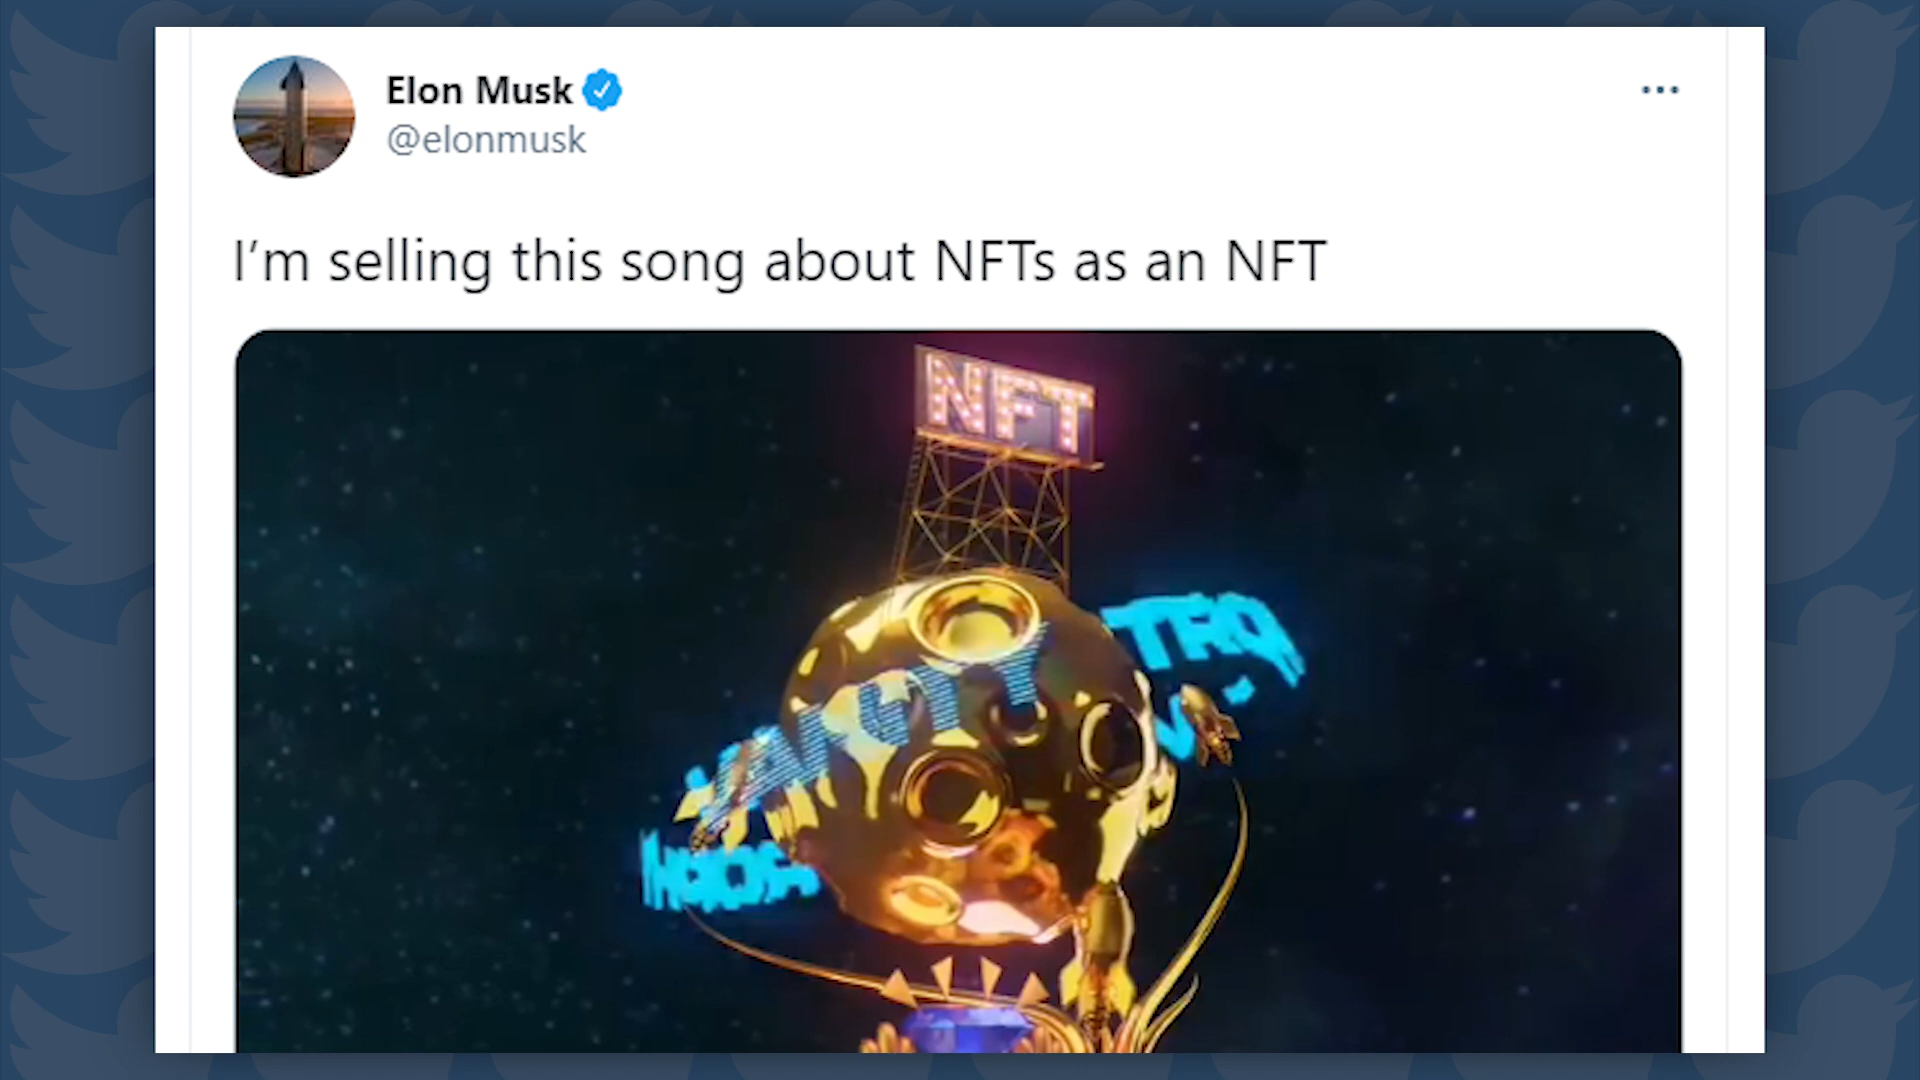 Elon Musk
@elonmusk
I’m selling this song about NFTs as an NFT
NFT